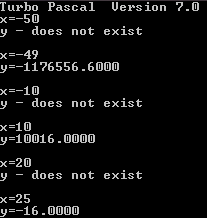 Turbo Pascal  Version 7.0
x=-50
y - does not exist
x=-49
y=-1176556.6000
x=-10
y - does not exist
x=10
y=10016.0000
x=20
y - does not exist
x=25
y=-16.0000